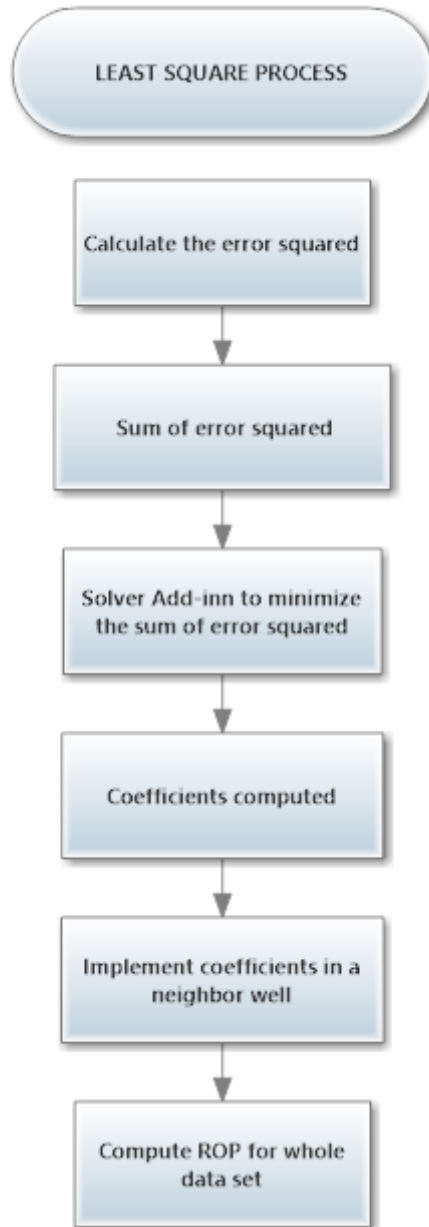 LEAST SQUARE PROCESS
Calculate the error squared
Sum of error squared
Solver Add-inn to minimize
the sum of error squared
Coefficients computed
Implement coefficients in a
neighbor well
Compute ROP for whole
data set